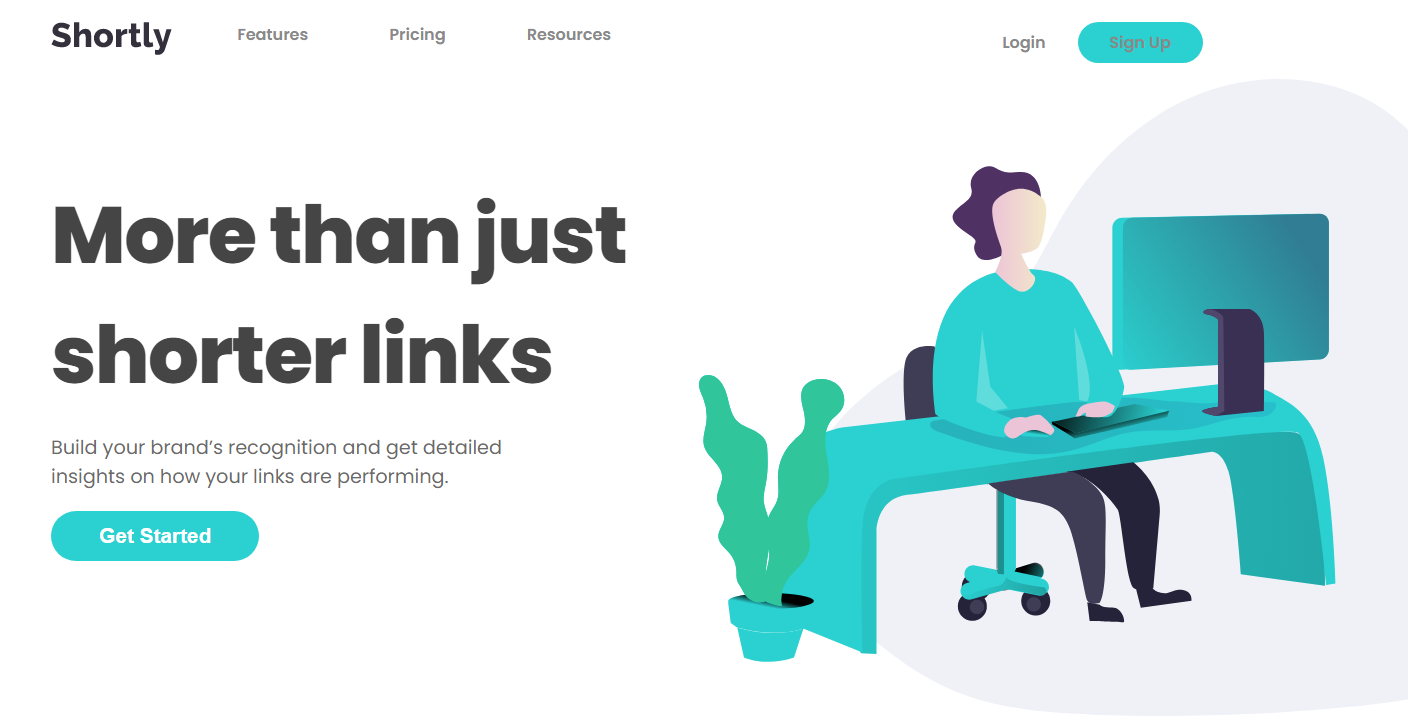 Shortly
Features
Pricing
Resources
Login
Sign Up
More than just
shorter links
Build your brand’s recognition and get detailed
insights on how your links are performing.
Get Started